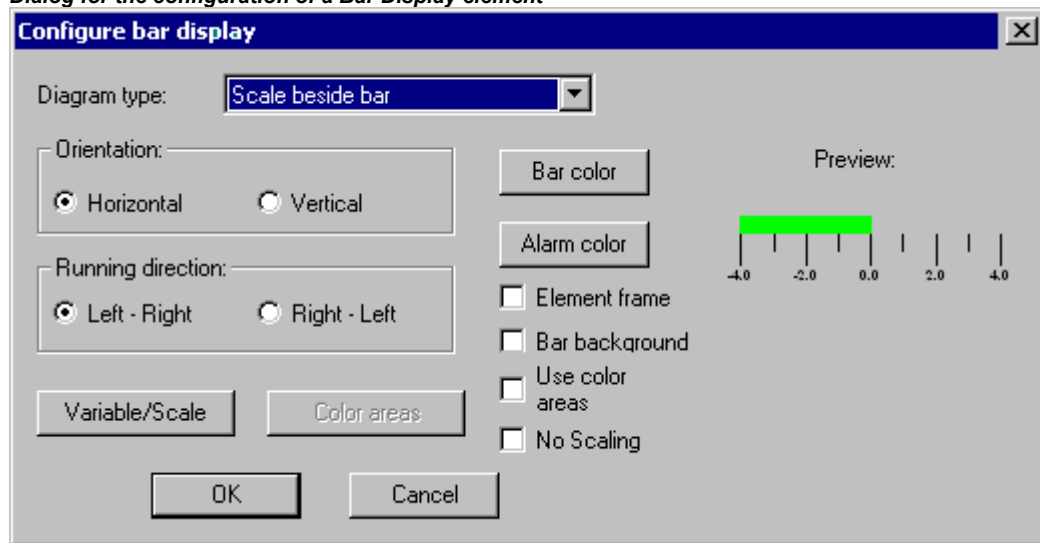 Dialog for the configuration of a Bar Display element
Configure bar display
Diagram type:
Scale beside bar
Orientation:
Horizontal
Vertical
Running direction:
Left - Right
Right - Left
Variable/Scale
Color areas
Bar color
Alarm color
Element frame
Bar background
Use color
areas
No Scaling
Preview:
-4.0 -2.0 0.0 2.0 4.0
OK
Cancel